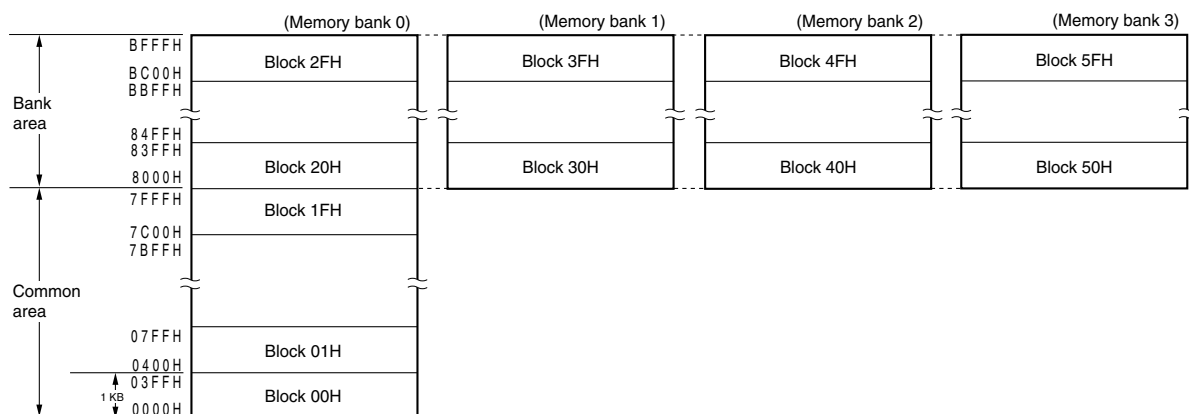 (Memory bank 0) (Memory bank 1) (Memory bank 2) (Memory bank 3)
BFFFH
Block 2FH Block 3FH Block 4FH Block 5FH
BC00H
BBFFH
Bank
area
84FFH
83FFH
Block 20H Block 30H Block 40H Block 50H
8000H
7FFFH
Block 1FH
7C00H
7BFFH
Common
area
07FFH
Block 01H
0400H
03FFH
1 KB
Block 00H
0000H